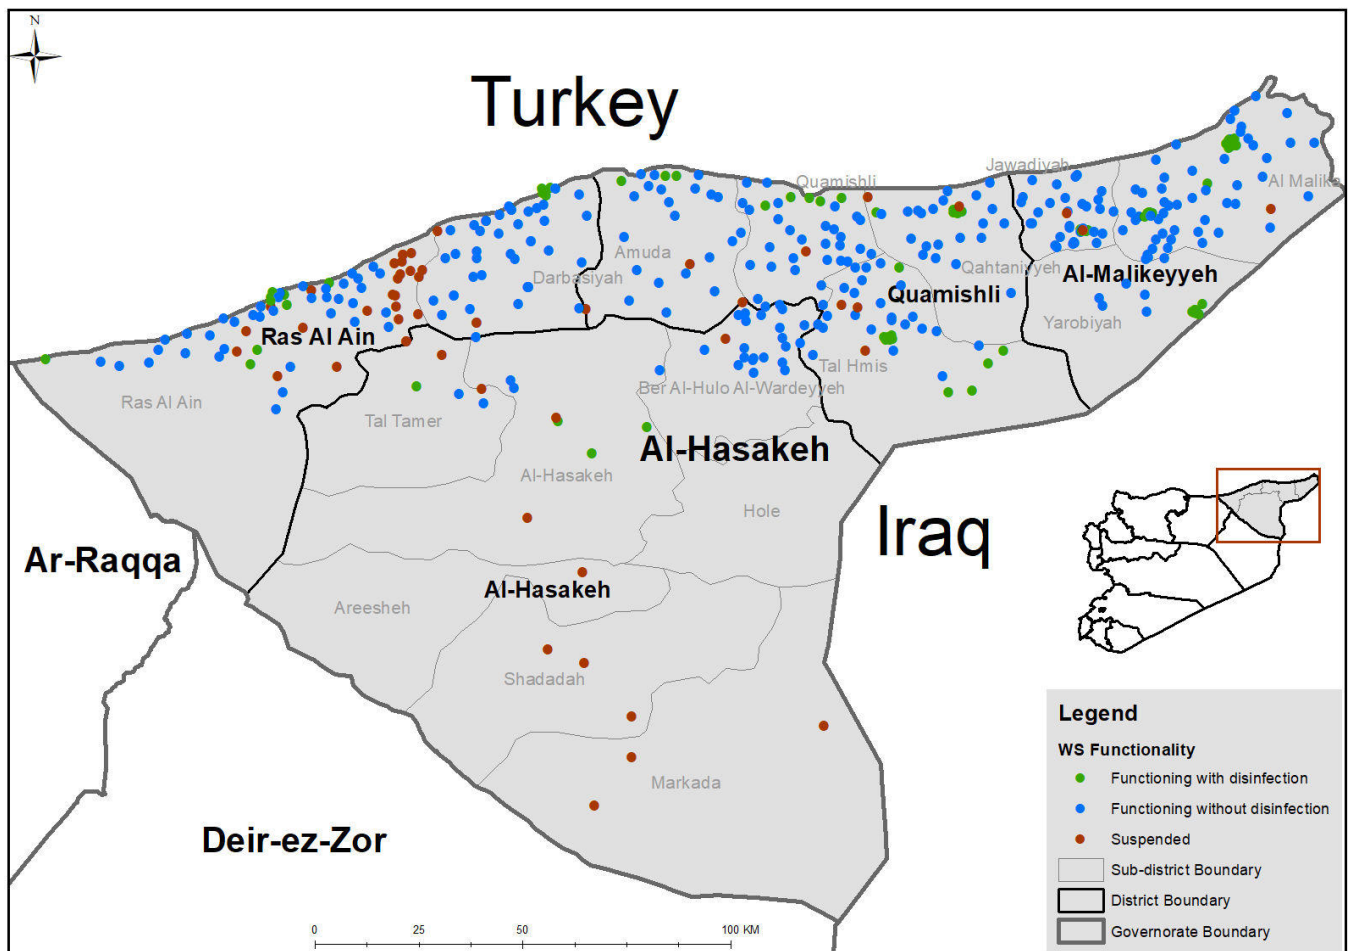 N
Turkey
Jawadiyah
Quamishli
Al Malika
Amuda
Darbasiyah
Qahtaniyyeh
Al-Malikeyyeh
Quamishli
Yarobiyah
Ras Al Ain
Tal Hmis
Ber Al-Hulo Al-Wardeyyeh
Ras Al Ain
Tal Tamer
Al-Hasakeh
Al-Hasakeh
Hole
Iraq
Ar-Raqqa
Al-Hasakeh
Areesheh
Shadadah
Markada
Deir-ez-Zor
Legend
WS Functionality
Functioning with disinfection
Functioning without disinfection
Suspended
Sub-district Boundary
District Boundary
Governorate Boundary
0 25 50 100 KM